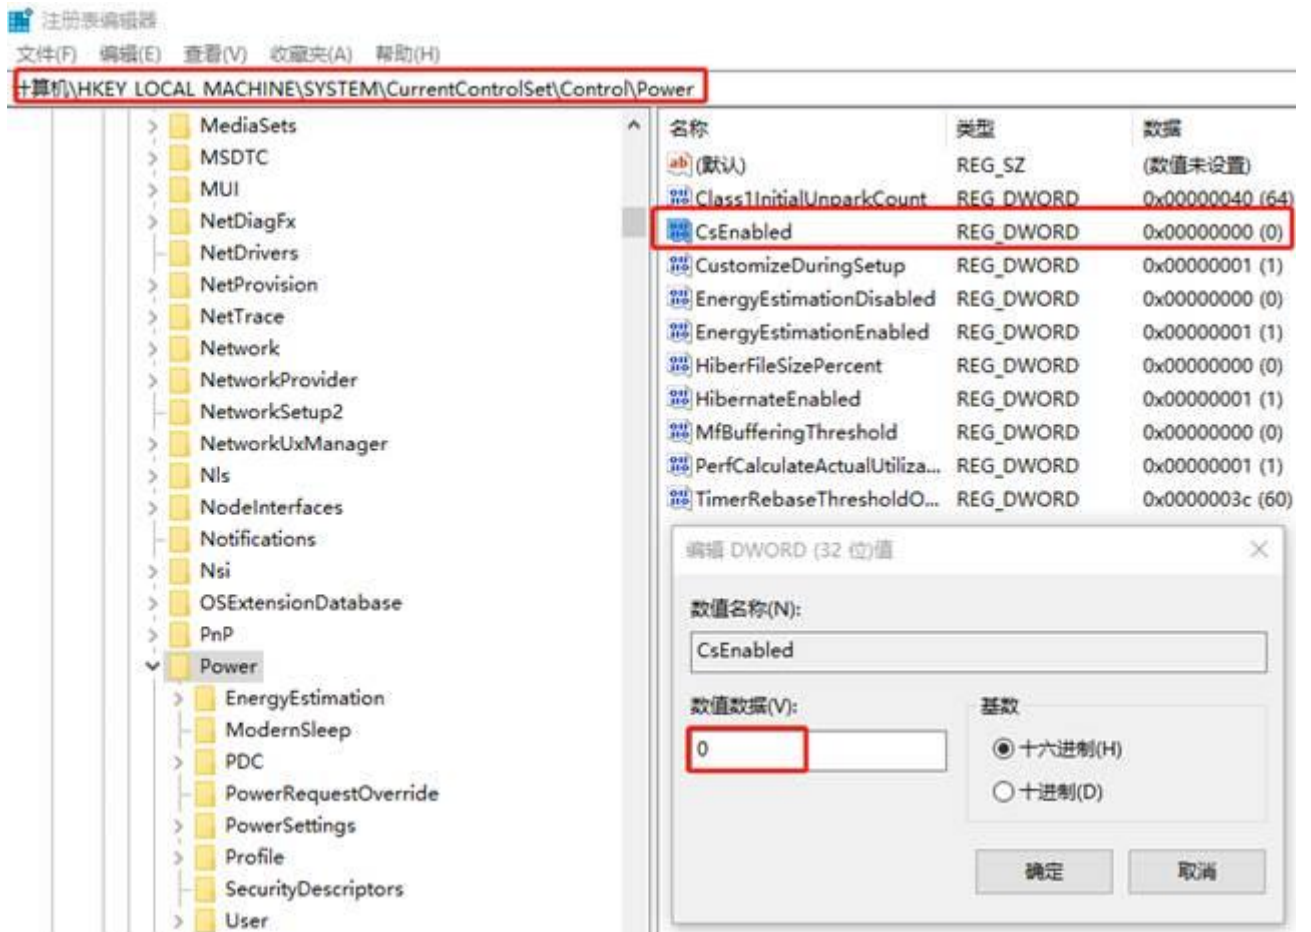 注册表编辑器
文件(F) 编辑(E) 查看(V) 收藏夹(A) 帮助(H)
计算机\HKEY_LOCAL_MACHINE\SYSTEM\CurrentControlSet\Control\Power
MediaSets
MSDTC
MUI
NetDiagFx
NetDrivers
NetProvision
NetTrace
Network
NetworkProvider
NetworkSetup2
NetworkUxManager
Nls
NodeInterfaces
Notifications
Nsi
OSExtensionDatabase
PnP
Power
EnergyEstimation
ModernSleep
PDC
PowerRequestOverride
PowerSettings
Profile
SecurityDescriptors
User
名称 类型 数据
(默认) REG_SZ (数值未设置)
Class1InitialUnparkCount REG_DWORD 0x00000040 (64)
CsEnabled REG_DWORD 0x00000000 (0)
CustomizeDuringSetup REG_DWORD 0x00000001 (1)
EnergyEstimationDisabled REG_DWORD 0x00000000 (0)
EnergyEstimationEnabled REG_DWORD 0x00000001 (1)
HiberFileSizePercent REG_DWORD 0x00000000 (0)
HibernateEnabled REG_DWORD 0x00000001 (1)
MfBufferingThreshold REG_DWORD 0x00000000 (0)
PerfCalculateActualUtiliza... REG_DWORD 0x00000001 (1)
TimerRebaseThresholdO... REG_DWORD 0x0000003c (60)
编辑 DWORD (32 位)值
数值名称(N):
CsEnabled
数值数据(V):
0
基数
十六进制(H)
十进制(D)
确定 取消